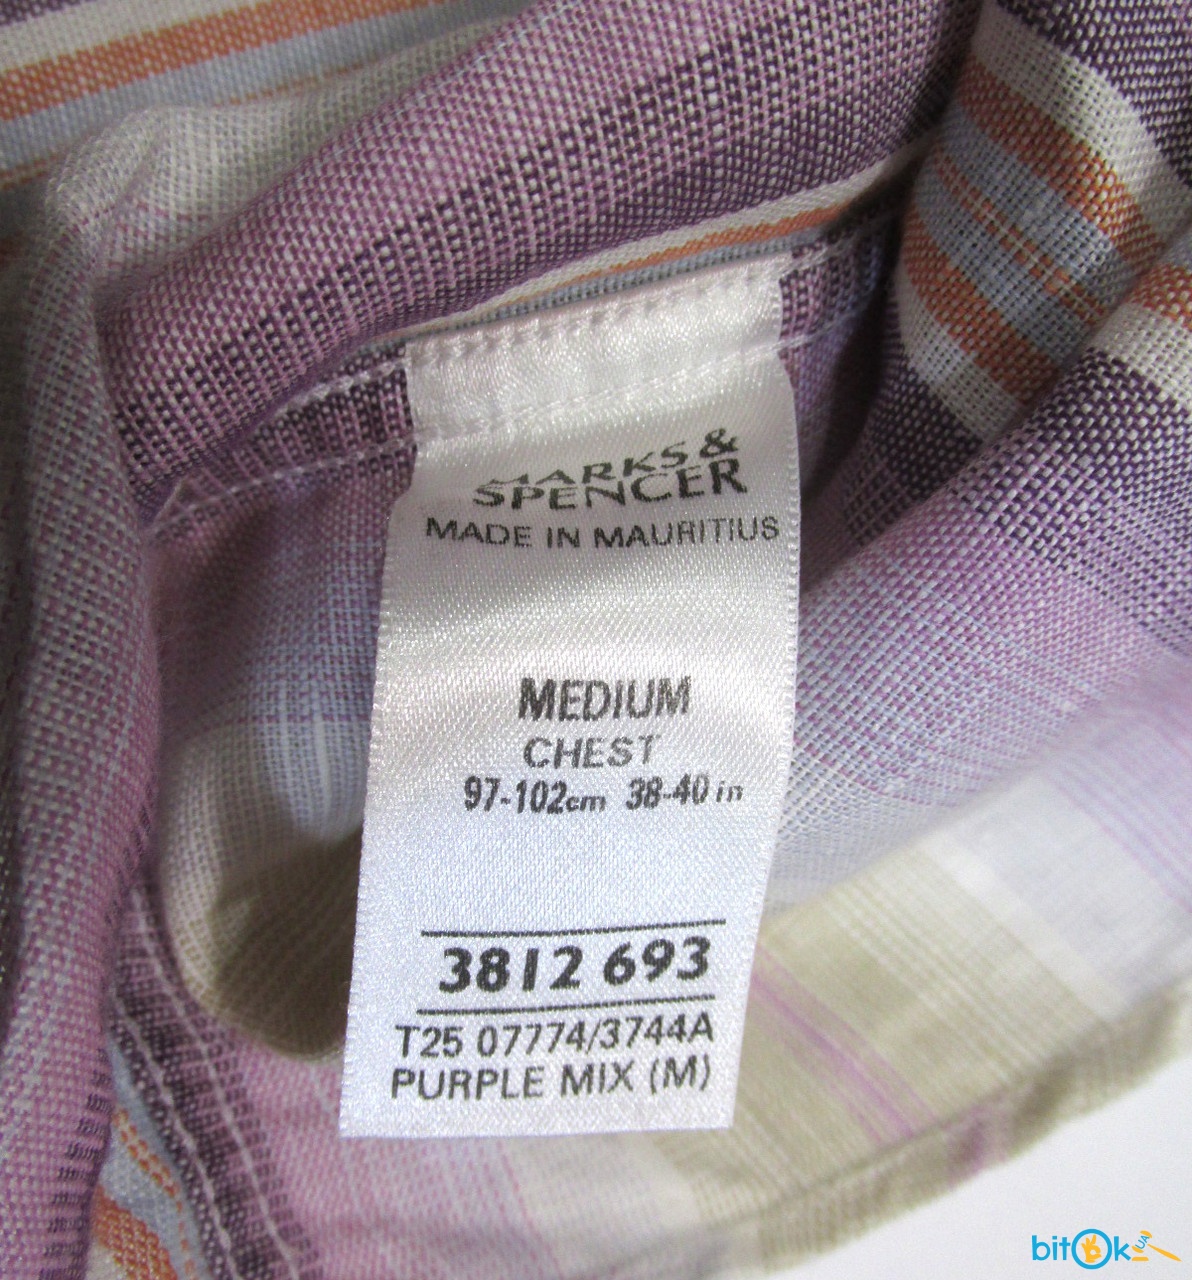 MARKS &
SPENCER
MADE IN MAURITIUS
MEDIUM
CHEST
97-102cm 38-40 in
3812 693
T25 07774/3744A
PURPLE MIX (M)
bitOk UA